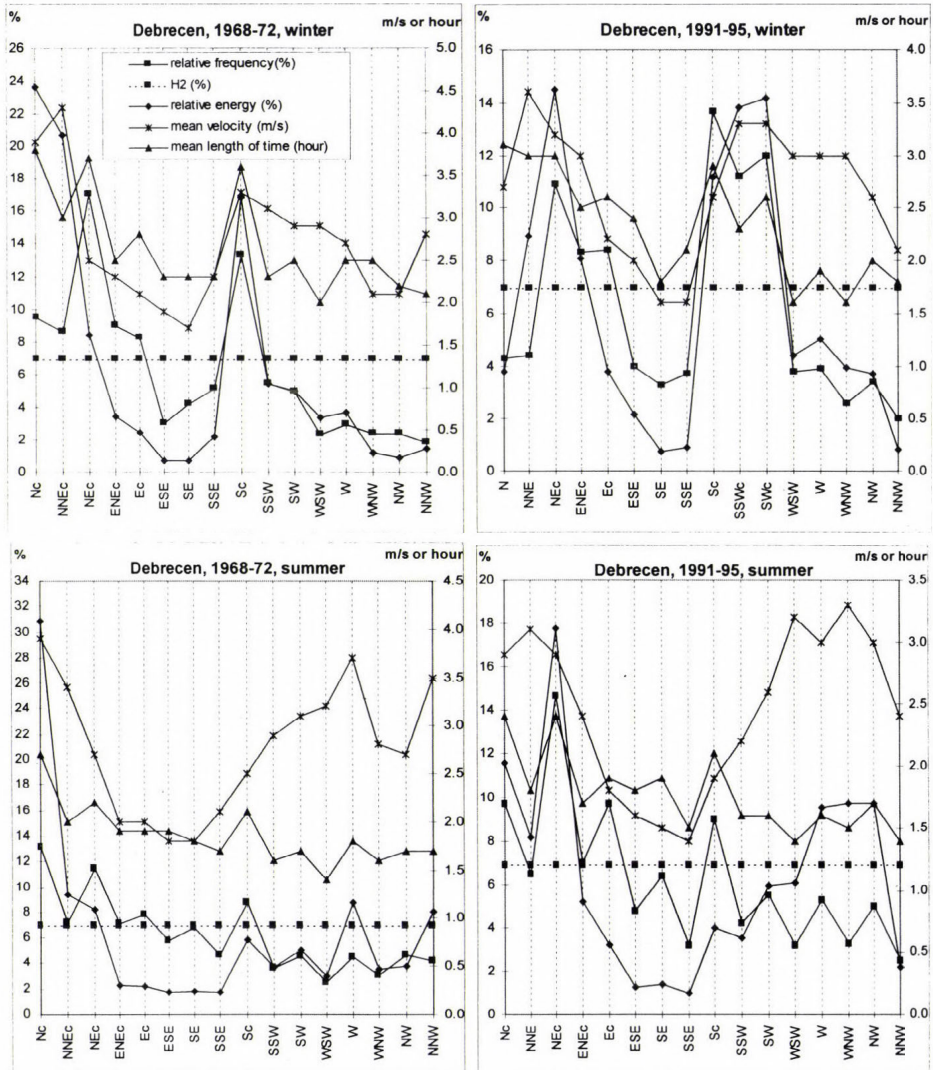 %
Debrecen, 1968-72, winter
m/s or hour
26
24
22
20
18
16
14
12
10
8
6
4
2
0
relative frequency(%)
H2 (%)
relative energy (%)
mean velocity (m/s)
mean length of time (hour)
5.0
4.5
4.0
3.5
3.0
2.5
2.0
1.5
1.0
0.5
0.0
Nc
NNEc
NEc
ENEc
Ec
ESE
SE
SSE
Sc
SSW
SW
WSW
W
WNW
NW
NNW
%
Debrecen, 1991-95, winter
m/s or hour
16
14
12
10
8
6
4
2
0
4.0
3.5
3.0
2.5
2.0
1.5
1.0
0.5
0.0
N
NNE
NEc
ENEc
Ec
ESE
SE
SSE
Sc
SSWc
SWc
WSW
W
WNW
NW
NNW
%
Debrecen, 1968-72, summer
m/s or hour
34
32
30
28
26
24
22
20
18
16
14
12
10
8
6
4
2
0
4.5
4.0
3.5
3.0
2.5
2.0
1.5
1.0
0.5
0.0
Nc
NNEc
NEc
ENEc
Ec
ESE
SE
SSE
Sc
SSW
SW
WSW
W
WNW
NW
NNW
%
Debrecen, 1991-95, summer
m/s or hour
20
18
16
14
12
10
8
6
4
2
0
3.5
3.0
2.5
2.0
1.5
1.0
0.5
0.0
Nc
NNE
NEc
ENEc
Ec
ESE
SE
SSE
Sc
SSW
SW
WSW
W
WNW
NW
NNW